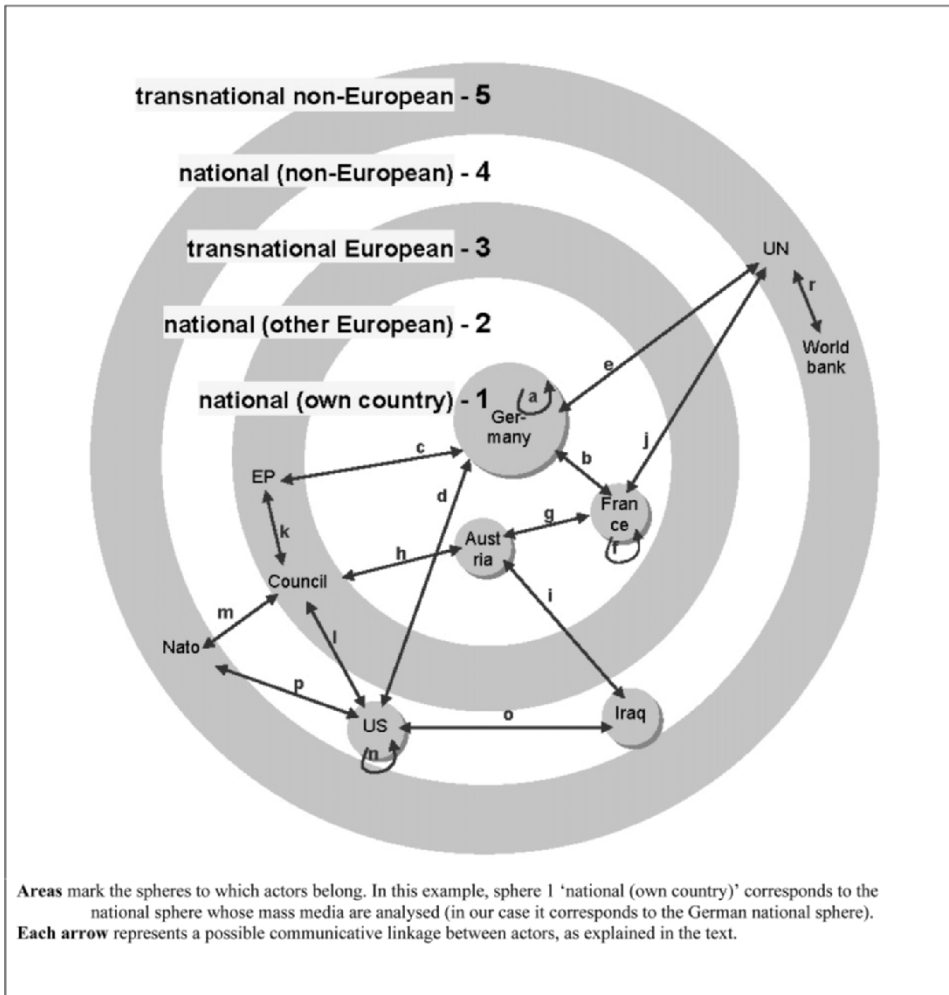 transnational non-European - 5
national (non-European) - 4
transnational European - 3
UN
r
national (other European) - 2
World
bank
e
national (own country) - 1
a
Ger-
many
j
c
b
EP
d
Fran
ce
g
f
k
Aust
ria
h
Council
i
m
l
Nato
p
US
o
Iraq
n
Areas mark the spheres to which actors belong. In this example, sphere 1 ‘national (own country)’ corresponds to the
national sphere whose mass media are analysed (in our case it corresponds to the German national sphere).
Each arrow represents a possible communicative linkage between actors, as explained in the text.